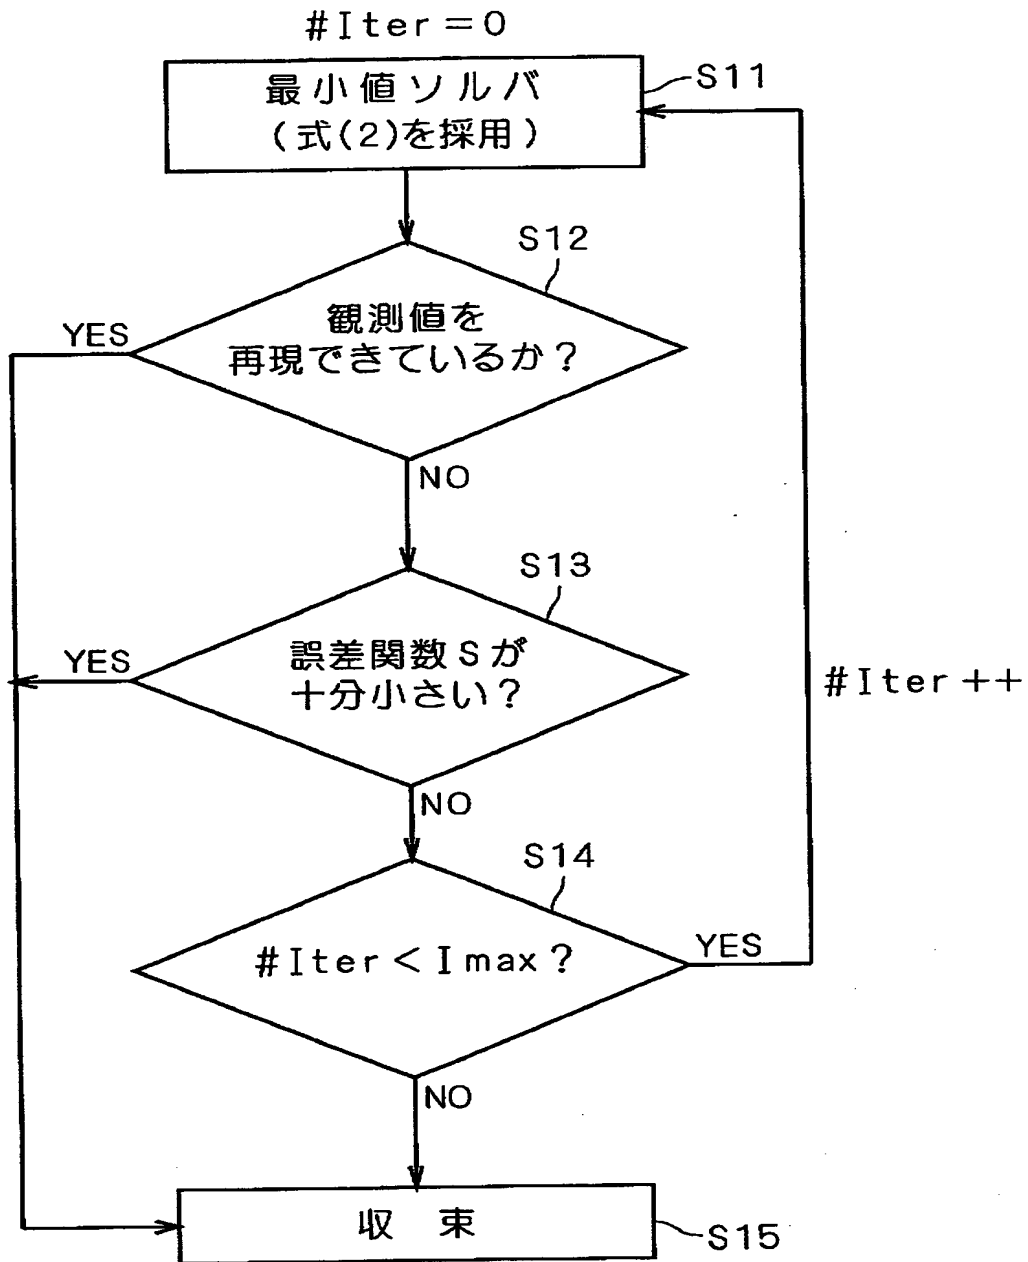 #Iter=0
最小値ソルバ
(式(2)を採用)
S11
S12
観測値を
再現できているか?
YES
NO
S13
誤差関数Sが
十分小さい?
YES
#Iter++
NO
S14
#Iter<Imax?
YES
NO
収 束
S15